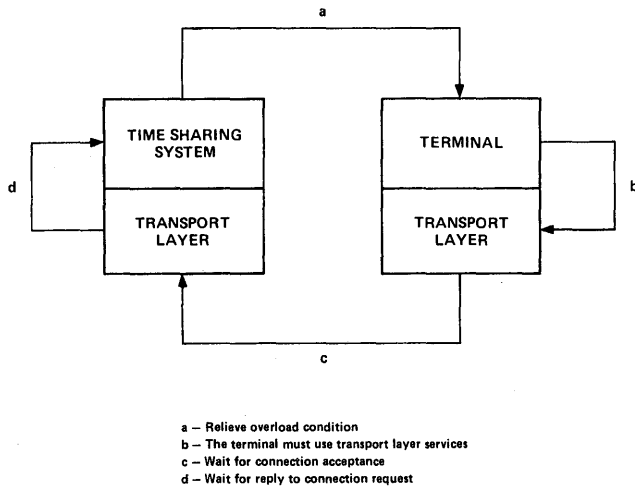 a
TIME SHARING
SYSTEM
TERMINAL
d
b
TRANSPORT
LAYER
TRANSPORT
LAYER
c
a — Relieve overload condition
b — The terminal must use transport layer services
c — Wait for connection acceptance
d — Wait for reply to connection request